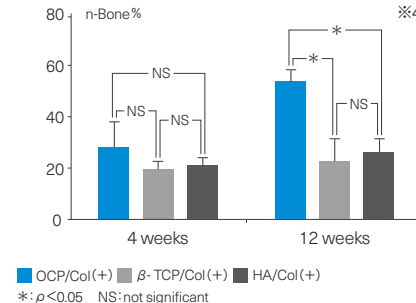 n-Bone%
※4
80
60
40
20
0
NS
NS
NS
*
*
NS
4 weeks
12 weeks
OCP/Col(+) β-TCP/Col(+) HA/Col(+)
*:p<0.05 NS:not significant